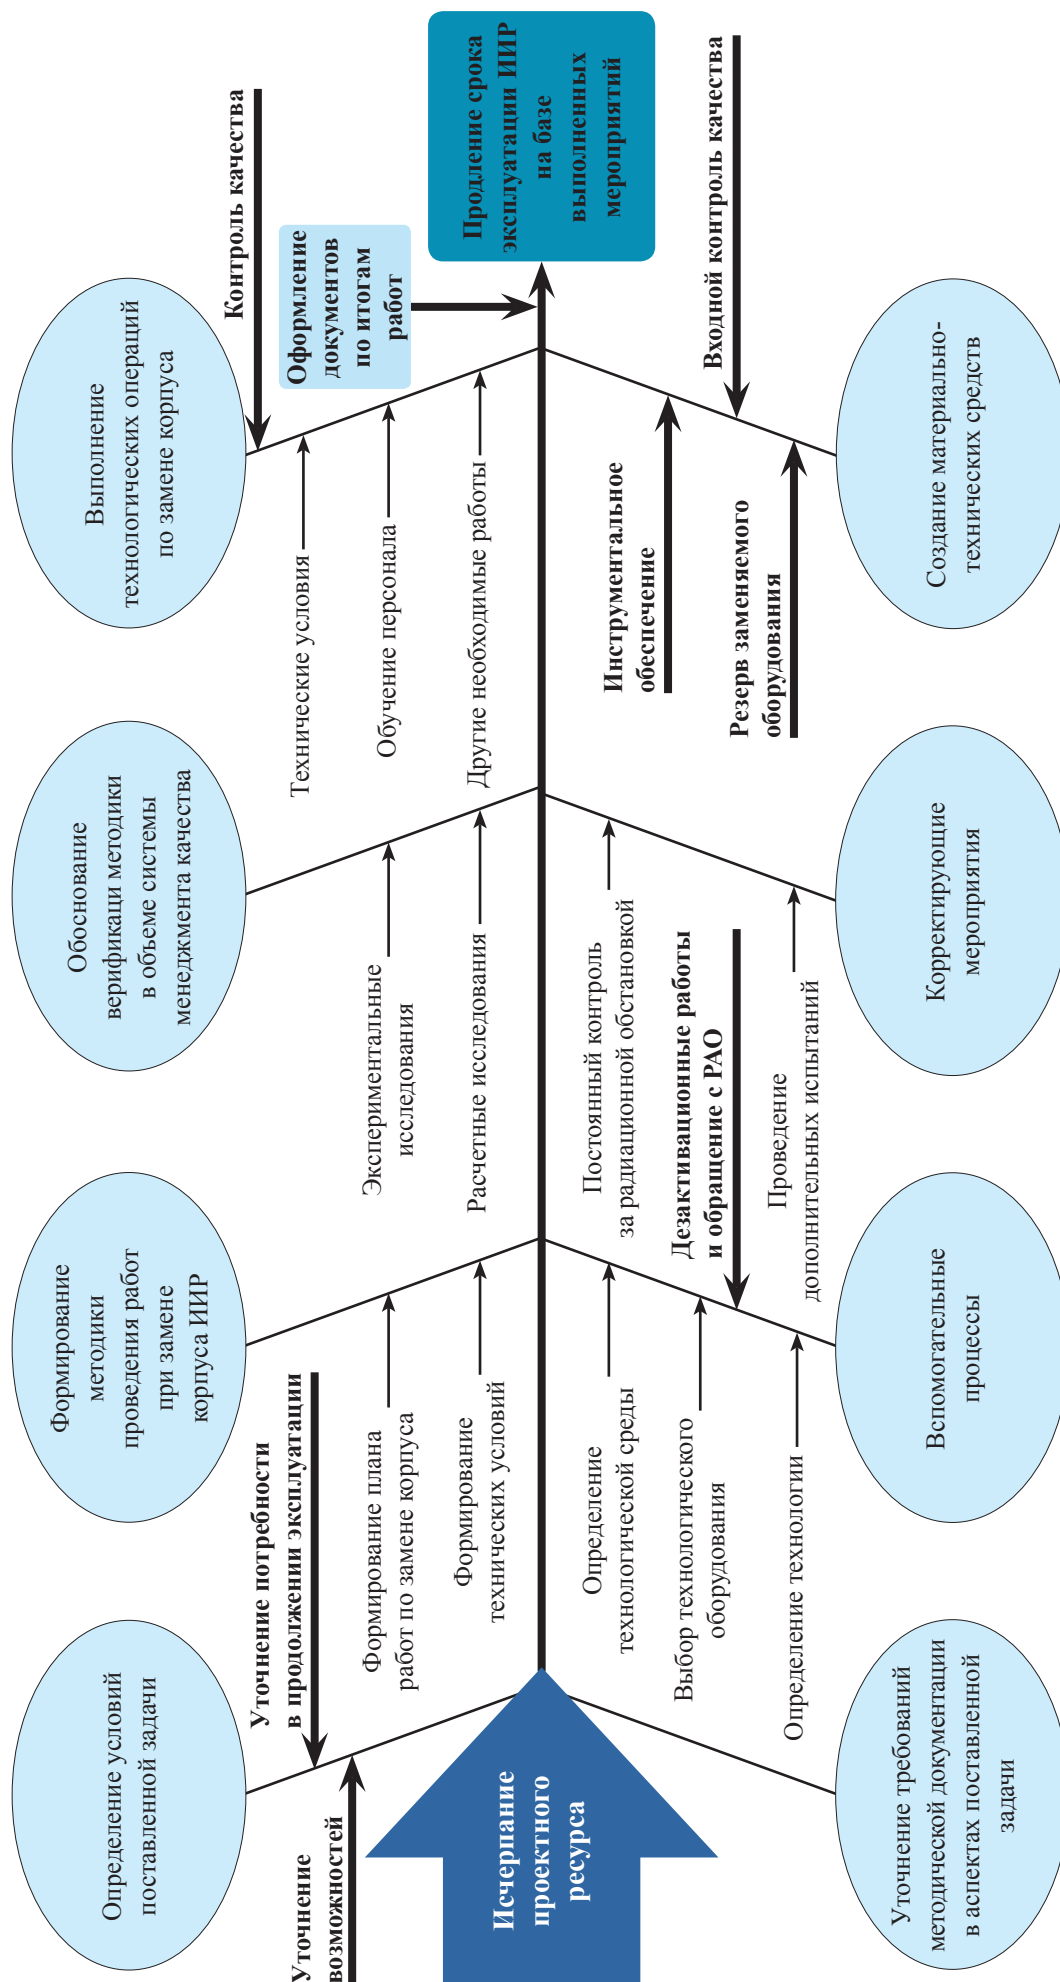 Определение условий
поставленной задачи
Формирование
методики
проведения работ
при замене
корпуса ИИР
Обоснование
верификаци методики
в объеме системы
менеджмента качества
Выполнение
технологических операций
по замене корпуса
Уточнение
возможностей
Уточнение потребности
в продолжении эксплуатации
Формирование плана
работ по замене корпуса
Формирование
технических условий
Экспериментальные
исследования
Расчетные исследования
Технические условия
Обучение персонала
Другие необходимые работы
Контроль качества
Оформление
документов
по итогам
работ
Исчерпание
проектного
ресурса
Продление срока
эксплуатации ИИР
на базе
выполненных
мероприятий
Определение
технологической среды
Выбор технологического
оборудования
Определение технологии
Постоянный контроль
за радиационной обстановкой
Дезактивационные работы
и обращение с РАО
Проведение
дополнительных испытаний
Инструментальное
обеспечение
Резерв заменяемого
оборудования
Входной контроль качества
Уточнение требований
методической документации
в аспектах поставленной
задачи
Вспомогательные
процессы
Корректирующие
мероприятия
Создание материально-
технических средств